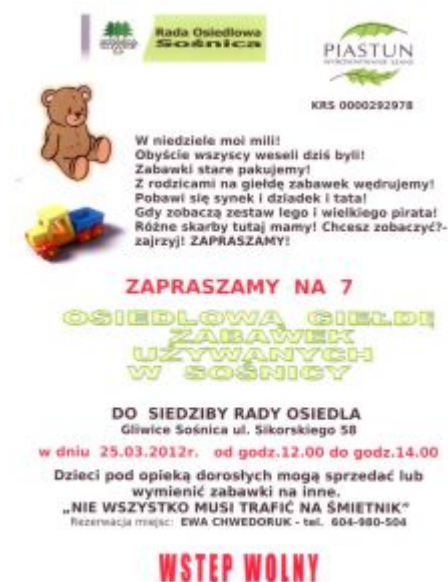 Rada Osiedlowa
Sośnica
PIASTUN
KRS 0000292978
W niedziele moi mili!
Obyście wszyscy weseli dziś byli!
Zabawki stare pakujemy!
Z rodzicami na giełdę zabawek wędrujemy!
Pobawi się synek i dziadek i tata!
Gdy zobaczą zestaw lego i wielkiego pirata!
Różne skarby tutaj mamy! Chcesz zobaczyć?-
zajrzyj! ZAPRASZAMY!
ZAPRASZAMY NA 7
OSIEDLOWĄ GIEŁDĘ
ZABAWEK
UŻYWANYCH
W SOŚNICY
DO SIEDZIBY RADY OSIEDLA
Gliwice Sośnica ul. Sikorskiego 58
w dniu 25.03.2012r. od godz.12.00 do godz.14.00
Dzieci pod opieką dorosłych mogą sprzedać lub
wymienić zabawki na inne.
„NIE WSZYSTKO MUSI TRAFIĆ NA ŚMIETNIK"
Rezerwacja miejsc: EWA CHWEDORUK - tel. 604-980-504
WSTĘP WOLNY